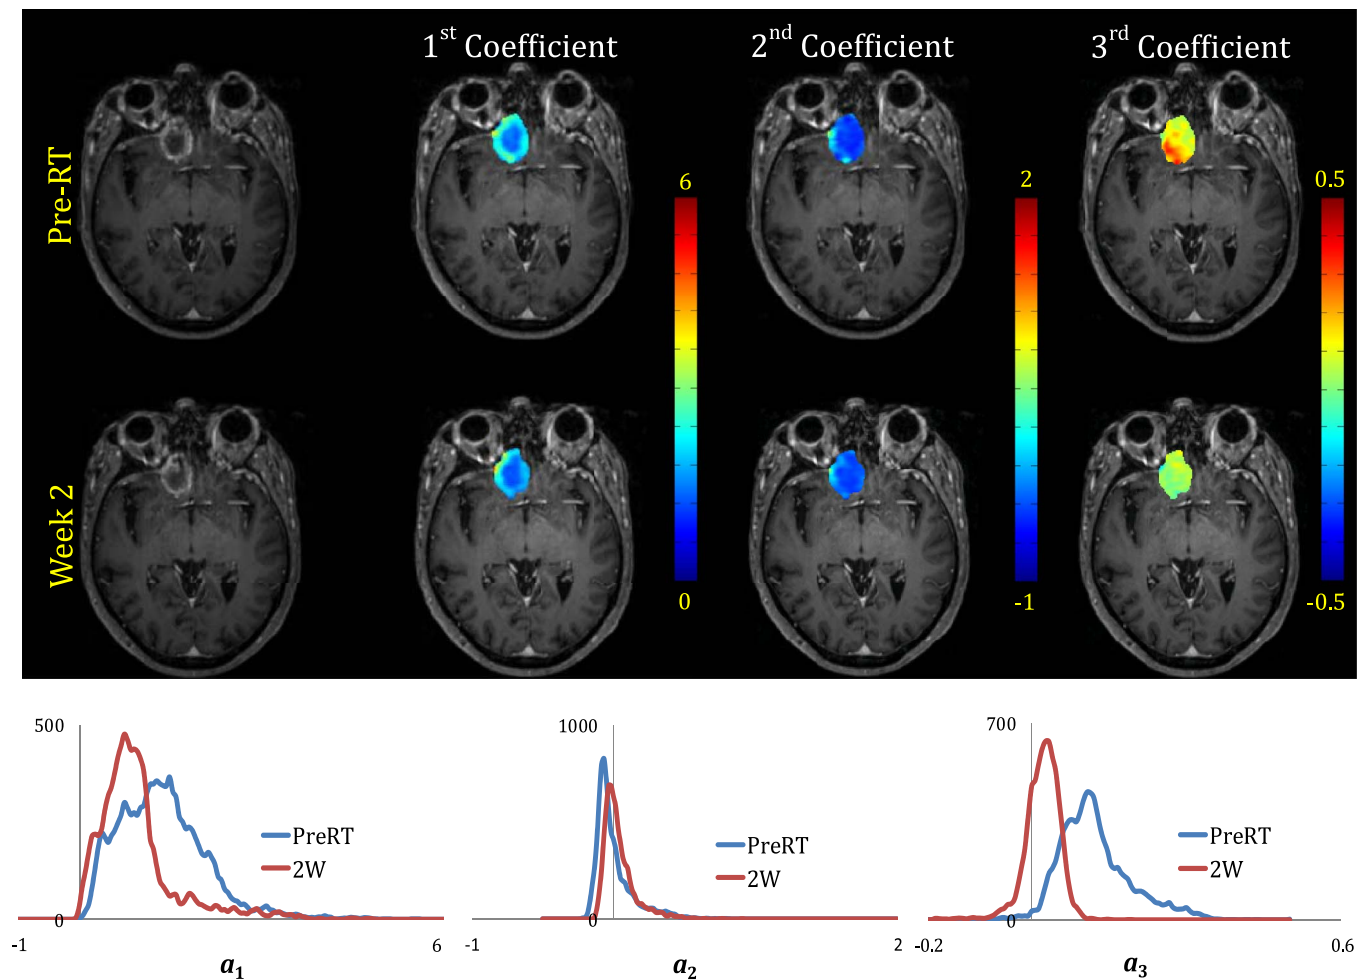 1st Coefficient
2nd Coefficient
3rd Coefficient
Pre-RT
6
2
0.5
Week 2
0
-1
-0.5
500
PreRT
2W
0
-1
6
a1
1000
PreRT
2W
0
-1
2
a2
700
PreRT
2W
0
-0.2
0.6
a3